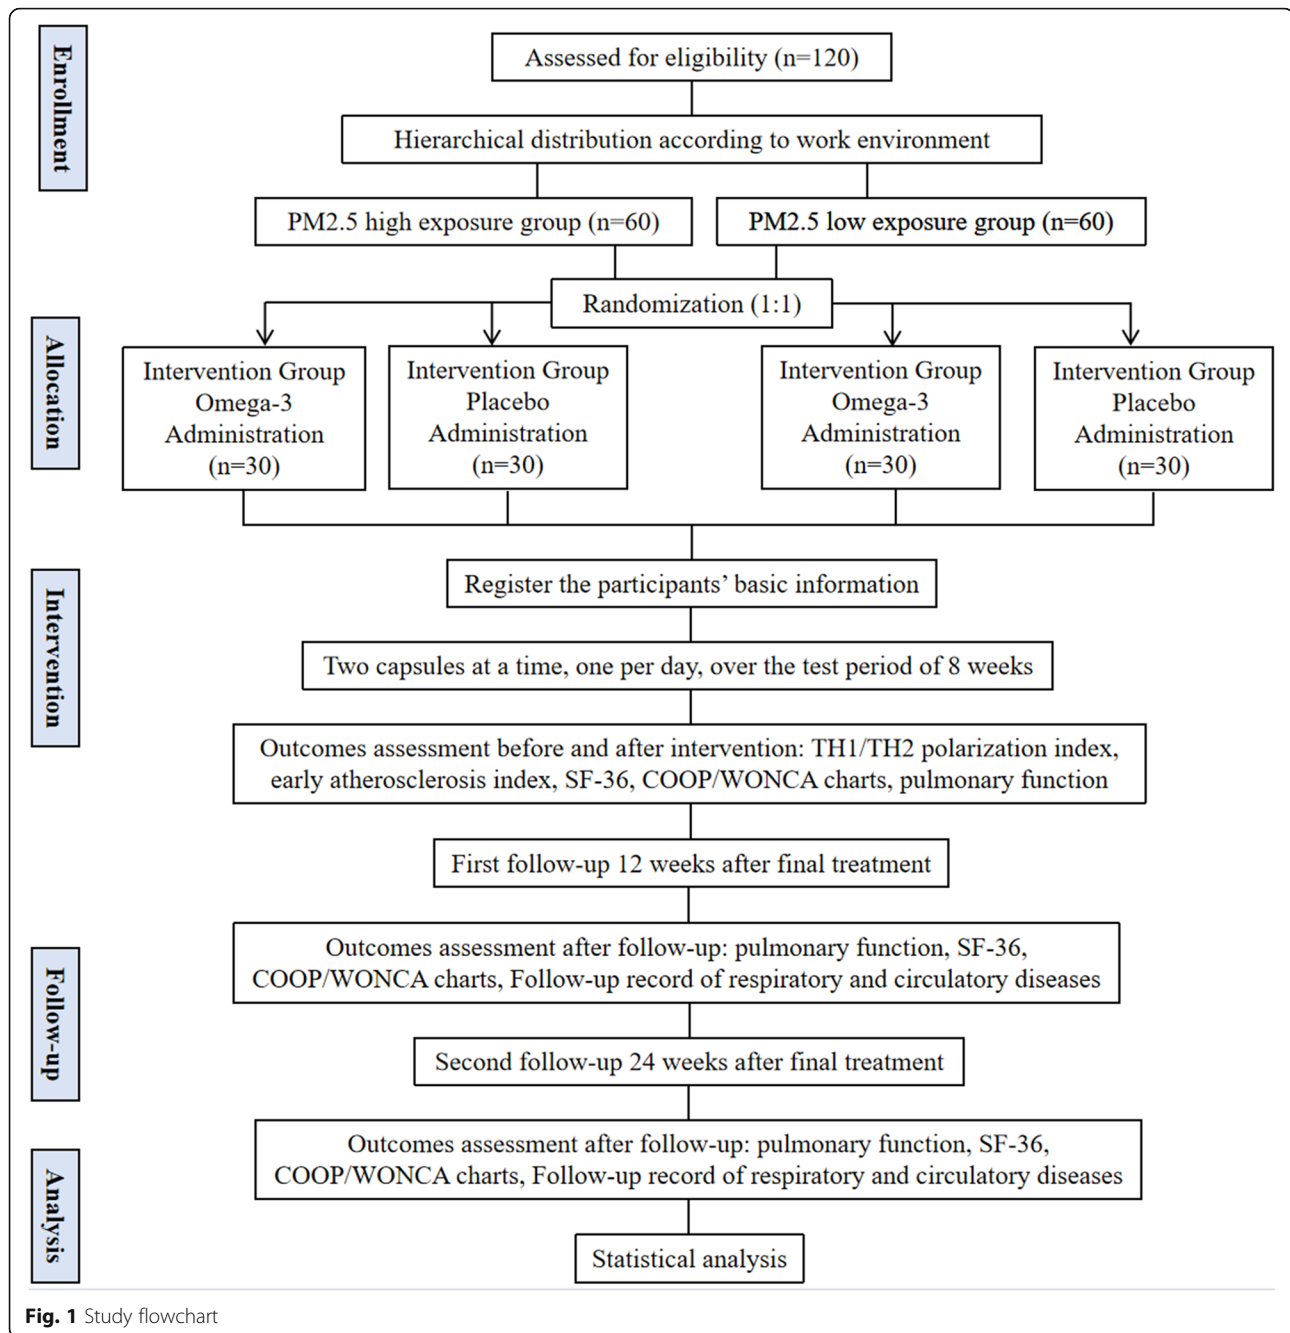 Enrollment
Assessed for eligibility (n=120)
Hierarchical distribution according to work environment
PM2.5 high exposure group (n=60)
PM2.5 low exposure group (n=60)
Randomization (1:1)
Allocation
Intervention Group
Omega-3
Administration
(n=30)
Intervention Group
Placebo
Administration
(n=30)
Intervention Group
Omega-3
Administration
(n=30)
Intervention Group
Placebo
Administration
(n=30)
Intervention
Register the participants’ basic information
Two capsules at a time, one per day, over the test period of 8 weeks
Outcomes assessment before and after intervention: TH1/TH2 polarization index,
early atherosclerosis index, SF-36, COOP/WONCA charts, pulmonary function
First follow-up 12 weeks after final treatment
Follow-up
Outcomes assessment after follow-up: pulmonary function, SF-36,
COOP/WONCA charts, Follow-up record of respiratory and circulatory diseases
Second follow-up 24 weeks after final treatment
Analysis
Outcomes assessment after follow-up: pulmonary function, SF-36,
COOP/WONCA charts, Follow-up record of respiratory and circulatory diseases
Statistical analysis
Fig. 1 Study flowchart